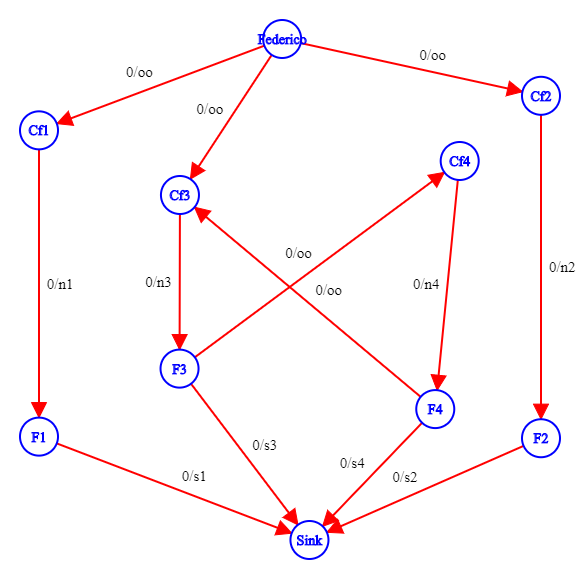 Federico
0/oo
0/oo
0/oo
Cf2
Cf1
Cf4
Cf3
0/oo
0/n2
0/n3
0/n4
0/n1
0/oo
F3
F4
F1
F2
0/s3
0/s4
0/s1
0/s2
Sink